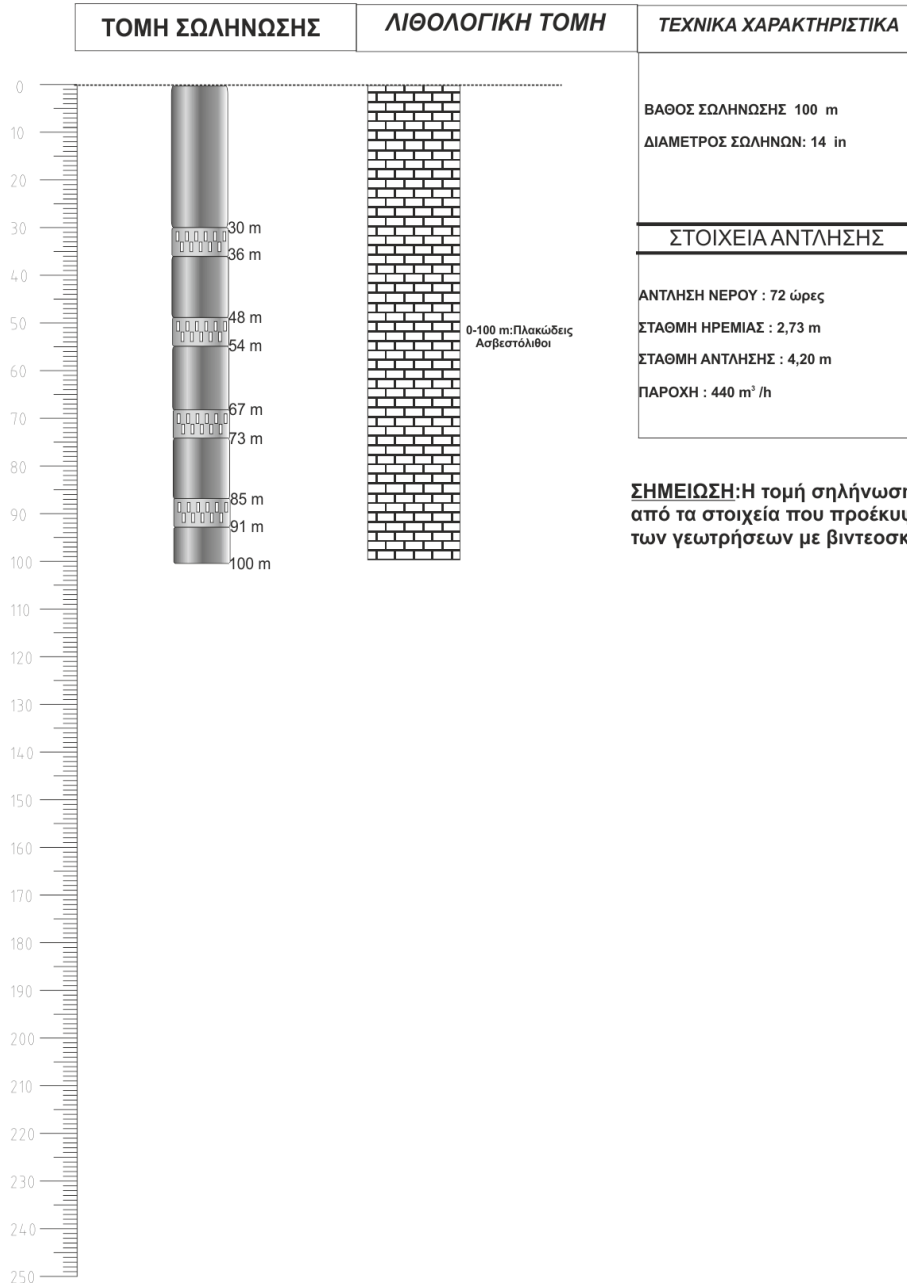 ΤΟΜΗ ΣΩΛΗΝΩΣΗΣ
ΛΙΘΟΛΟΓΙΚΗ ΤΟΜΗ
ΤΕΧΝΙΚΑ ΧΑΡΑΚΤΗΡΙΣΤΙΚΑ
0
10
20
30
40
50
60
70
80
90
100
110
120
130
140
150
160
170
180
190
200
210
220
230
240
250
30 m
36 m
48 m
54 m
67 m
73 m
85 m
91 m
100 m
0-100 m:Πλακώδεις
Ασβεστόλιθοι
ΒΑΘΟΣ ΣΩΛΗΝΩΣΗΣ 100 m
ΔΙΑΜΕΤΡΟΣ ΣΩΛΗΝΩΝ: 14 in
ΣΤΟΙΧΕΙΑ ΑΝΤΛΗΣΗΣ
ΑΝΤΛΗΣΗ ΝΕΡΟΥ : 72 ώρες
ΣΤΑΘΜΗ ΗΡΕΜΙΑΣ : 2,73 m
ΣΤΑΘΜΗ ΑΝΤΛΗΣΗΣ : 4,20 m
ΠΑΡΟΧΗ : 440 m³ /h
ΣΗΜΕΙΩΣΗ:Η τομή σηλήνωση
από τα στοιχεία που
των γεωτρήσεων με